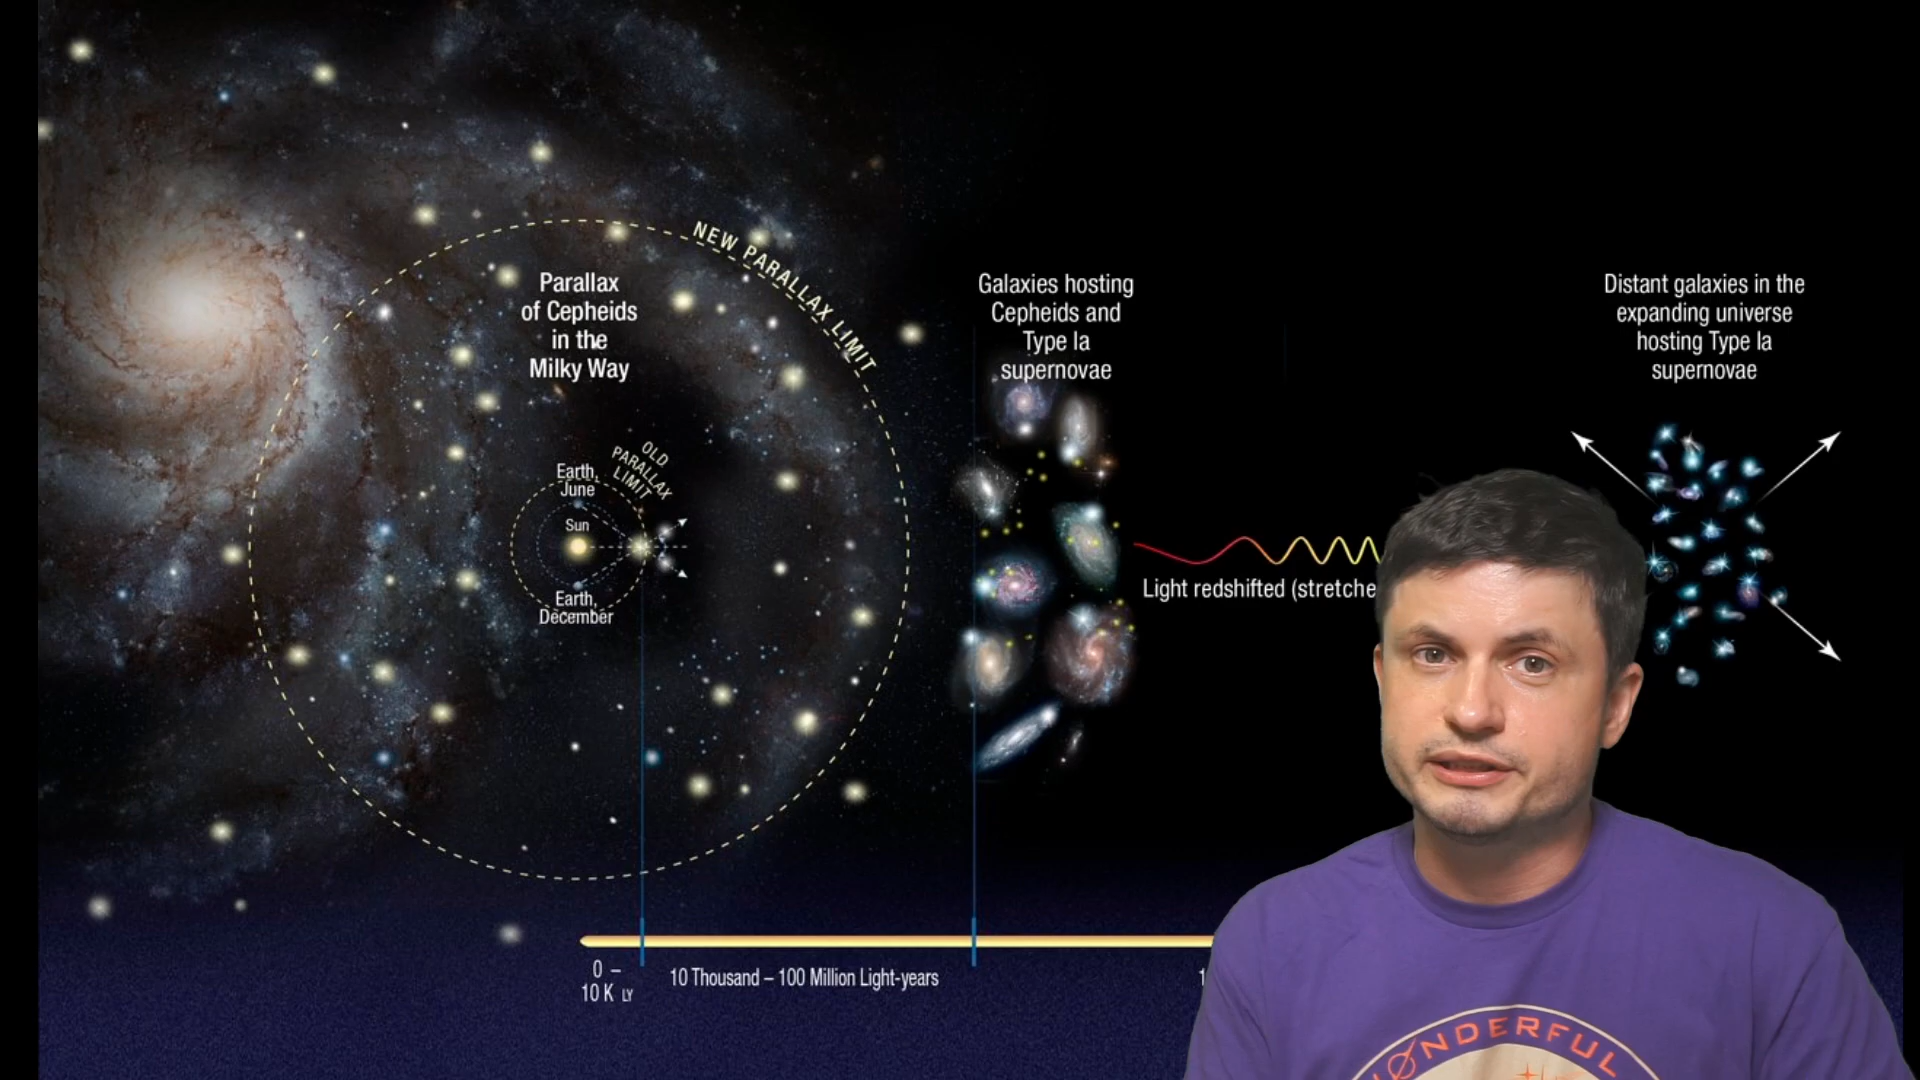 NEW PARALLAX LIMIT
Parallax
of Cepheids
in the
Milky Way
Galaxies hosting
Cepheids and
Type Ia
supernovae
Distant galaxies in the
expanding universe
hosting Type Ia
supernovae
OLD
PARALLAX
LIMIT
Earth,
June
Sun
Earth,
December
Light redshifted (stretche
0 –
10 K LY
10 Thousand – 100 Million Light-years
1
WØNDERFUL